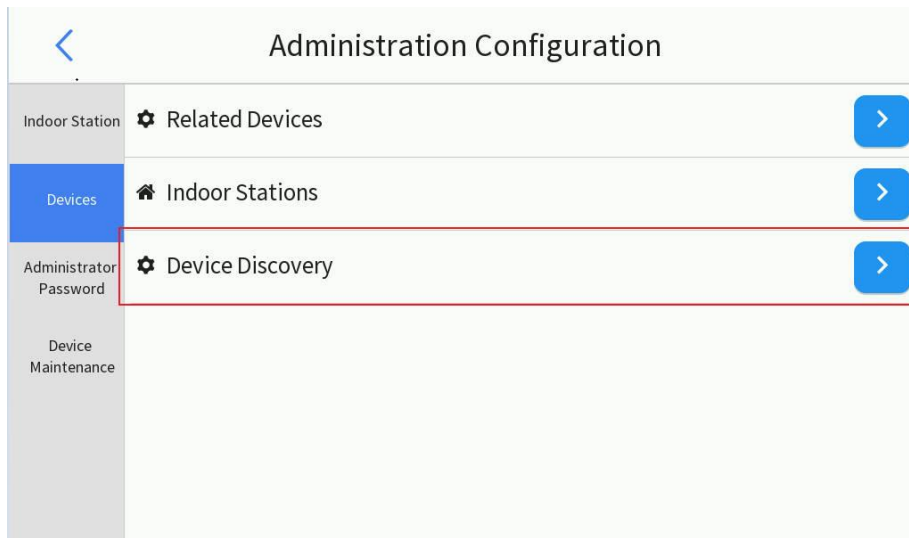 Administration Configuration
Indoor Station
Devices
Administrator
Password
Device
Maintenance
Related Devices
Indoor Stations
Device Discovery